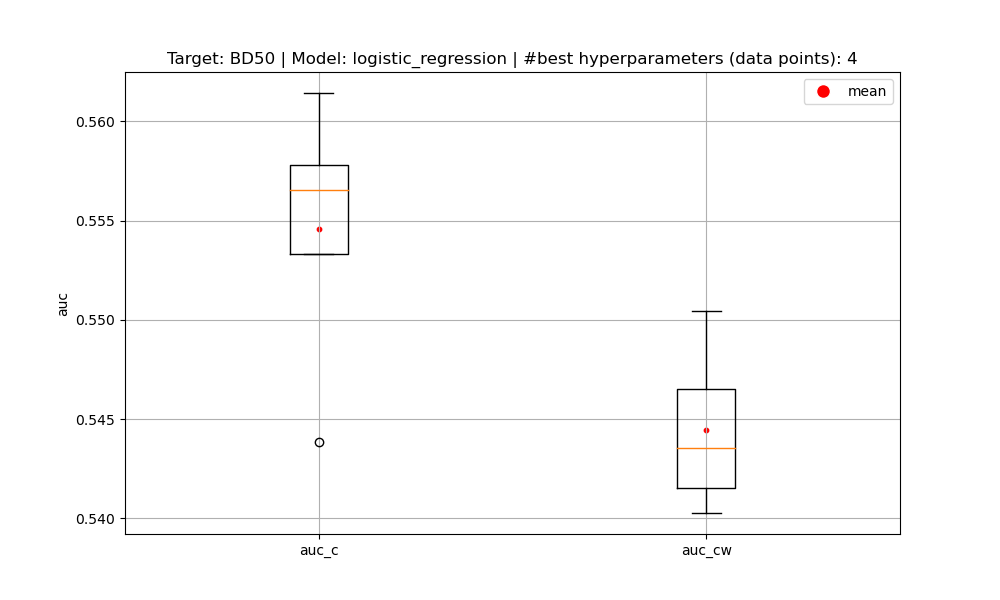 Target: BD50 | Model: logistic_regression | #best hyperparameters (data points): 4
mean
0.560
0.555
0.550
0.545
0.540
auc
auc_c
auc_cw